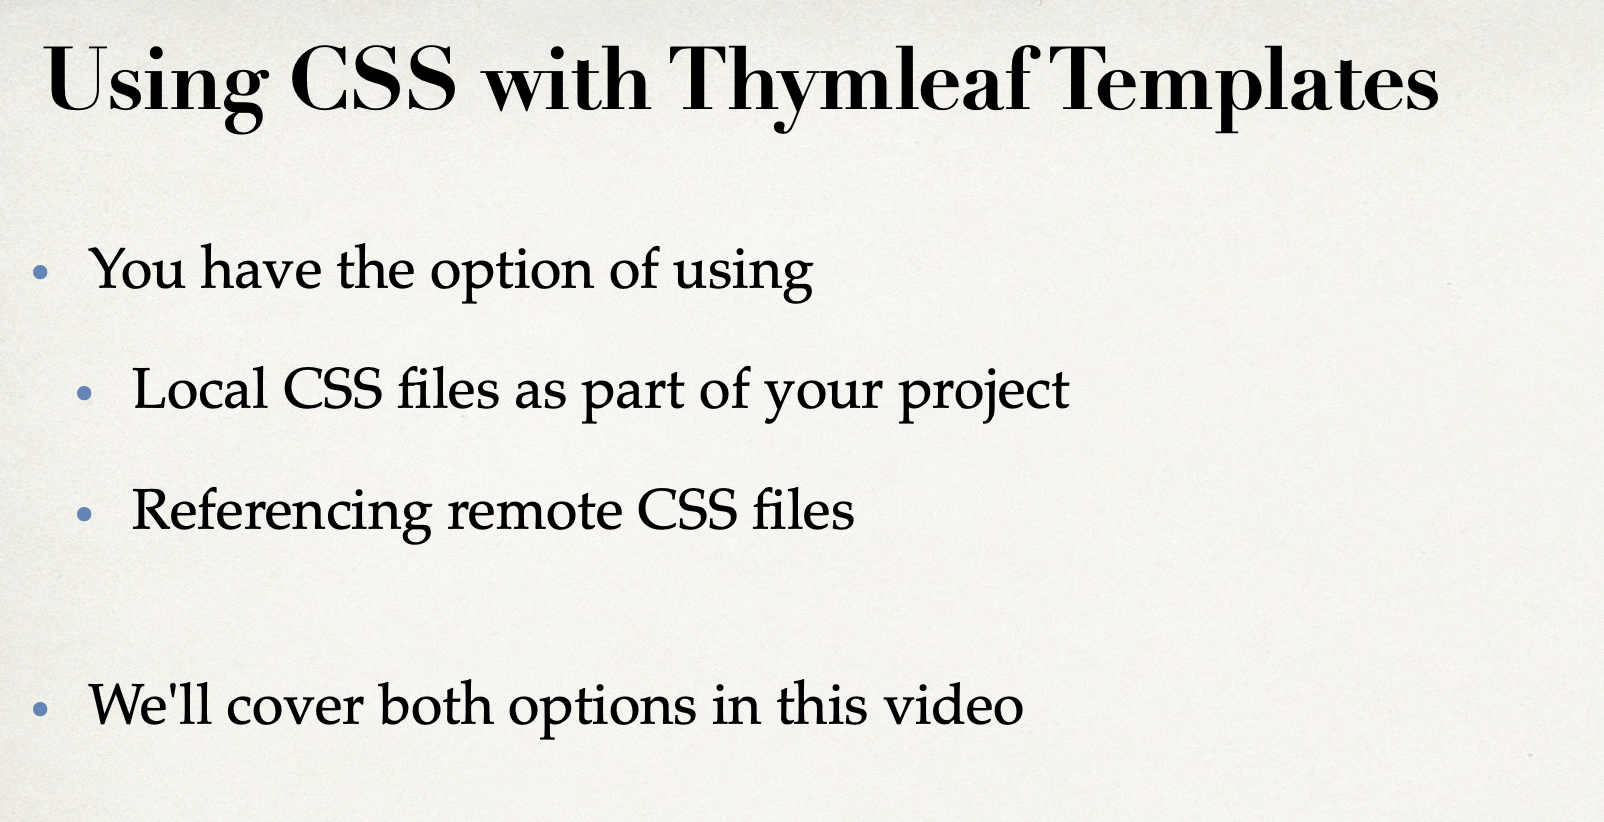 Using CSS with Thymleaf Templates
• You have the option of using
• Local CSS files as part of your project
• Referencing remote CSS files
• We'll cover both options in this video